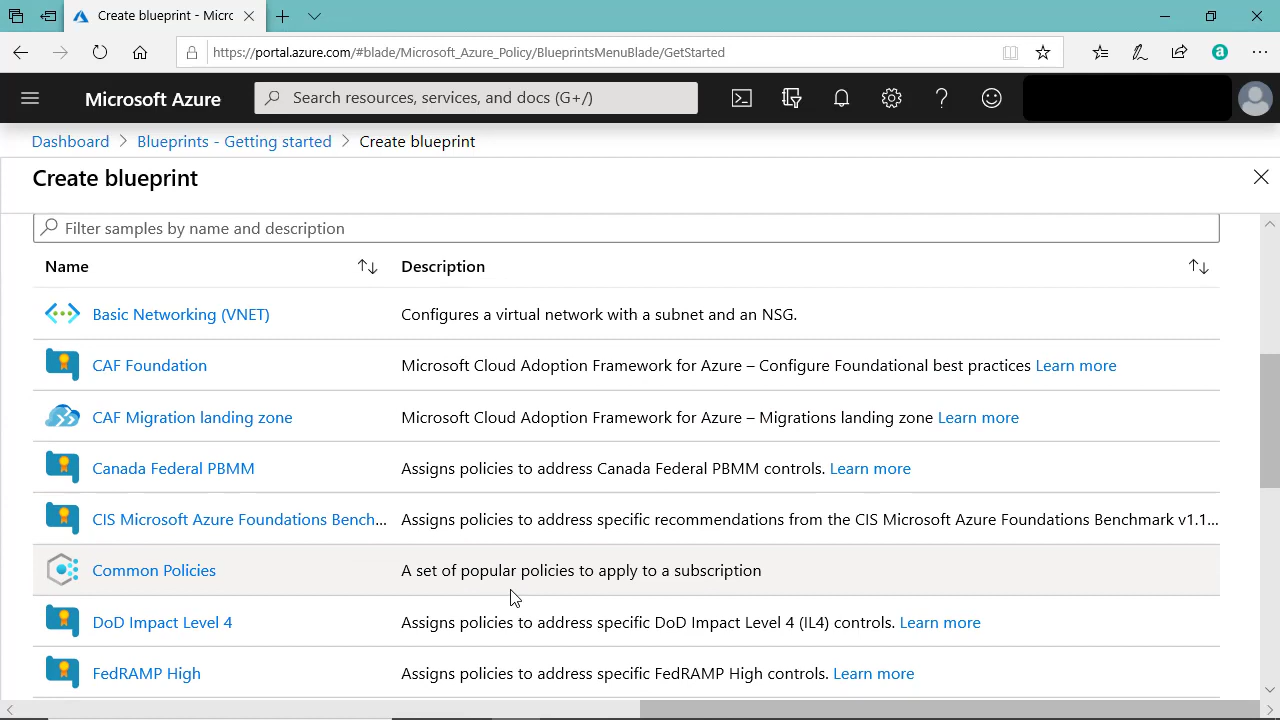 Create blueprint - Micr
https://portal.azure.com/#blade/Microsoft_Azure_Policy/BlueprintsMenuBlade/GetStarted
a
Microsoft Azure
Search resources, services, and docs (G+/)
Dashboard > Blueprints - Getting started > Create blueprint
Create blueprint
Filter samples by name and description
Name Description
Basic Networking (VNET) Configures a virtual network with a subnet and an NSG.
CAF Foundation Microsoft Cloud Adoption Framework for Azure – Configure Foundational best practices Learn more
CAF Migration landing zone Microsoft Cloud Adoption Framework for Azure – Migrations landing zone Learn more
Canada Federal PBMM Assigns policies to address Canada Federal PBMM controls. Learn more
CIS Microsoft Azure Foundations Bench... Assigns policies to address specific recommendations from the CIS Microsoft Azure Foundations Benchmark v1.1...
Common Policies A set of popular policies to apply to a subscription
DoD Impact Level 4 Assigns policies to address specific DoD Impact Level 4 (IL4) controls. Learn more
FedRAMP High Assigns policies to address specific FedRAMP High controls. Learn more